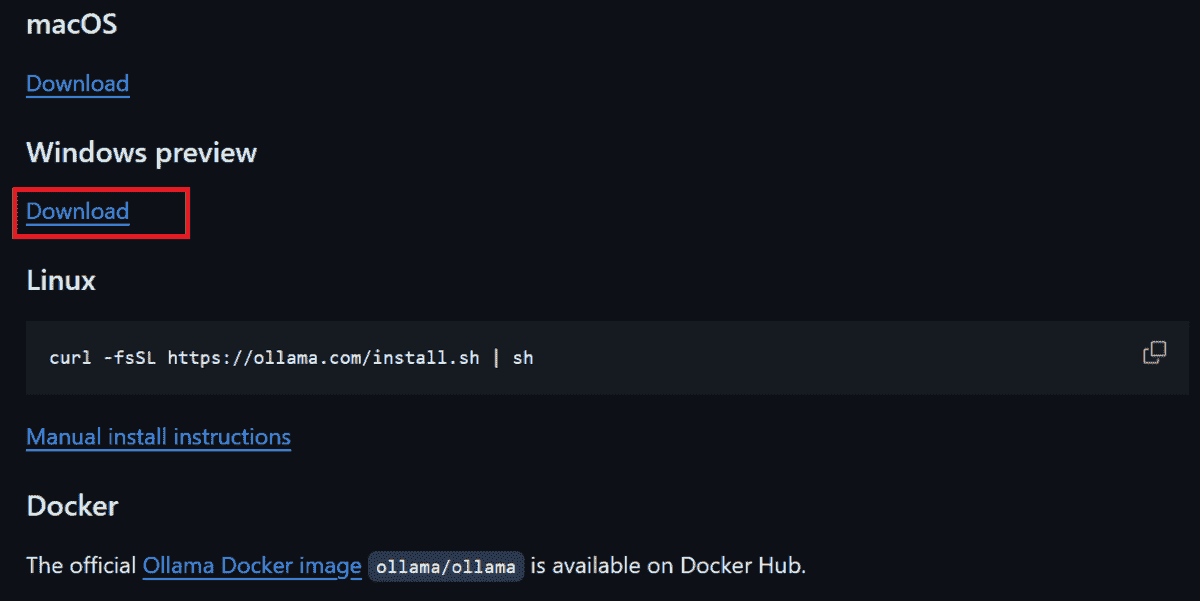 macOS
Download
Windows preview
Download
Linux
curl -fsSL https://ollama.com/install.sh | sh
Manual install instructions
Docker
The official Ollama Docker image ollama/ollama is available on Docker Hub.